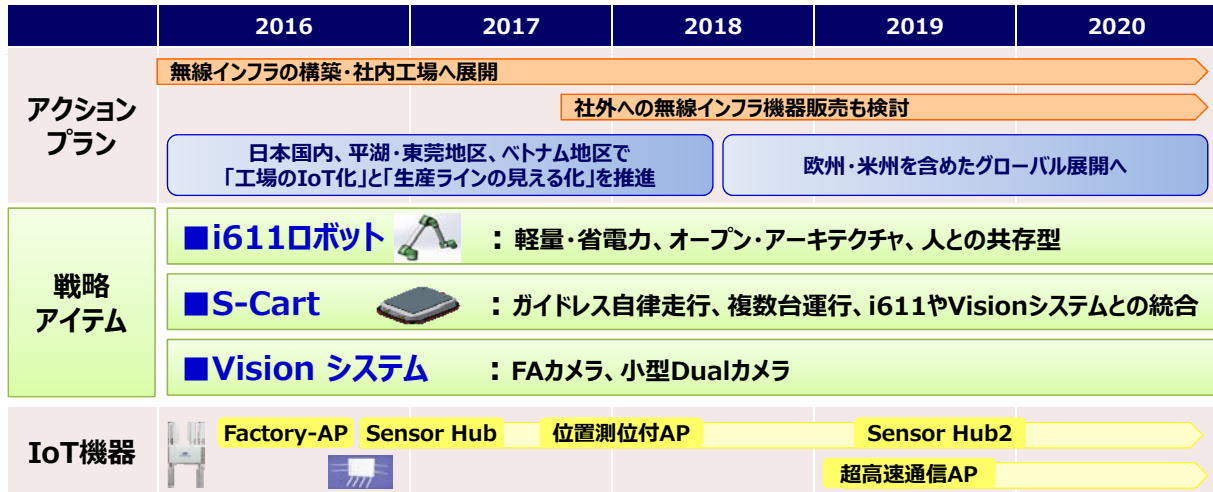 2016 2017 2018 2019 2020
アクション
プラン
無線インフラの構築・社内工場へ展開
社外への無線インフラ機器販売も検討
日本国内、平湖・東莞地区、ベトナム地区で
「工場のIoT化」と「生産ラインの見える化」を推進
欧州・米州を含めたグローバル展開へ
戦略
アイテム
■i611ロボット ：軽量・省電力、オープン・アーキテクチャ、人との共存型
■S-Cart ：ガイドレス自律走行、複数台運行、i611やVisionシステムとの統合
■Vision システム ：FAカメラ、小型Dualカメラ
IoT機器
Factory-AP Sensor Hub 位置測位付AP Sensor Hub2
超高速通信AP